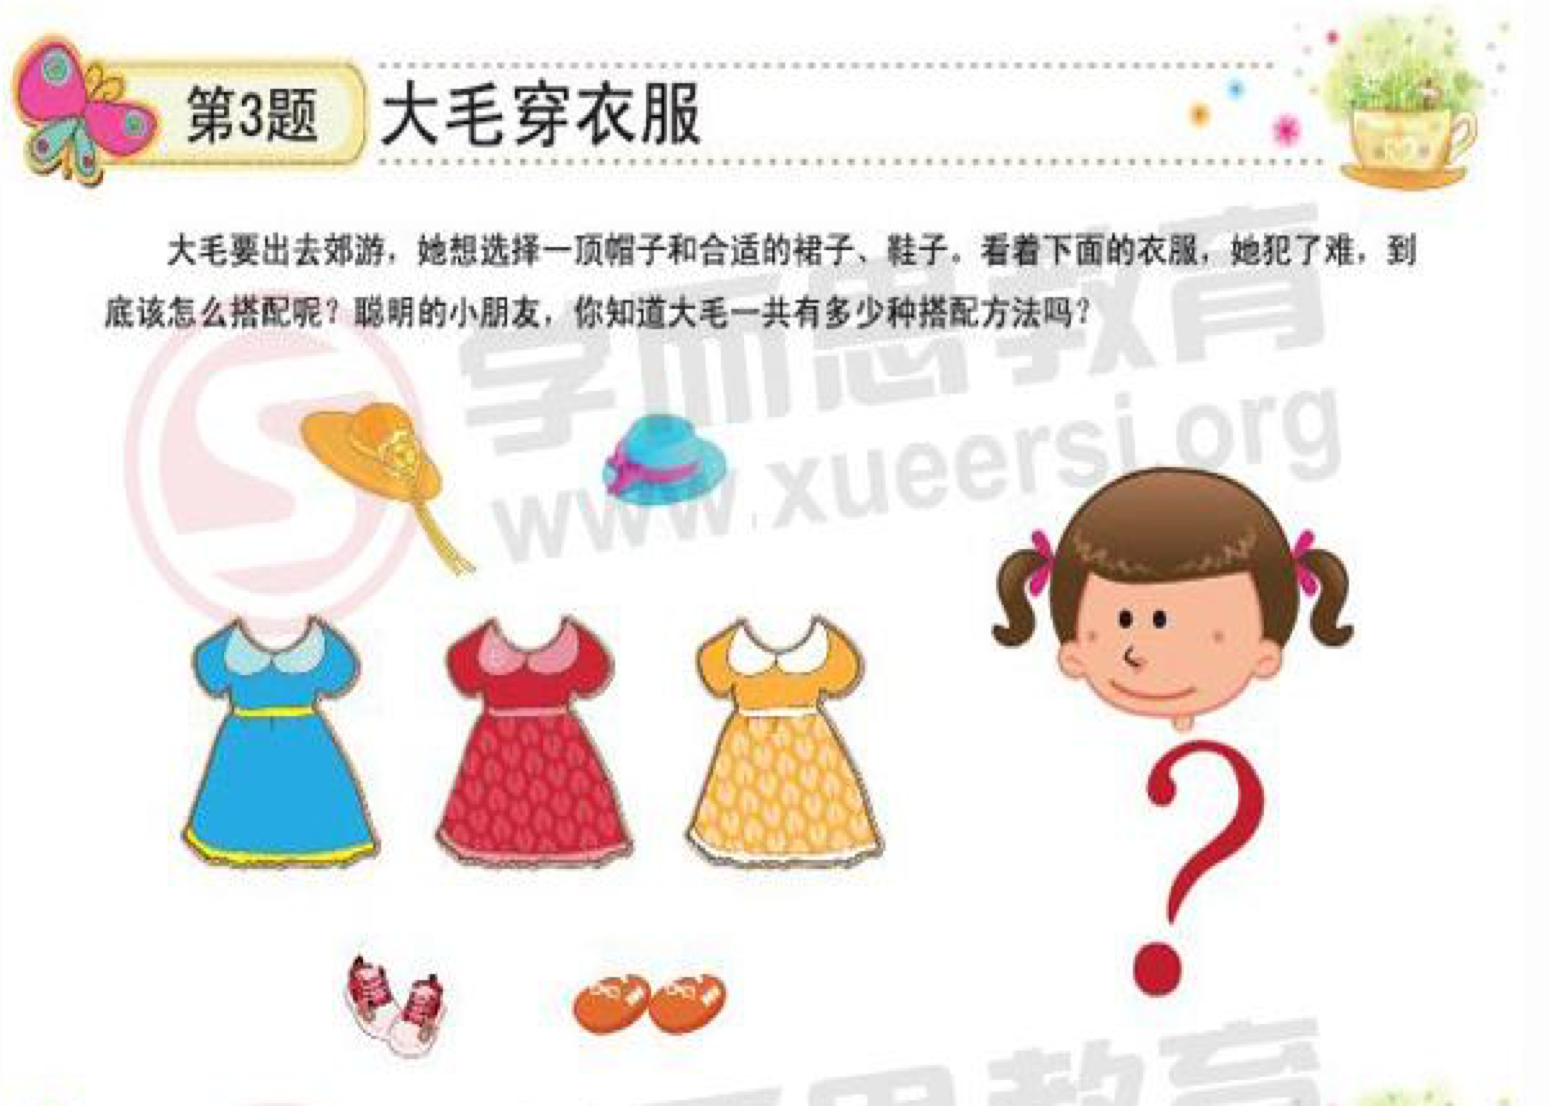 第3题 大毛穿衣服
大毛要出去郊游，她想选择一顶帽子和合适的裙子、鞋子。看着下面的衣服，她犯了难，到
底该怎么搭配呢？聪明的小朋友，你知道大毛一共有多少种搭配方法吗？
学而思教育
www.xueersi.org
而思教育